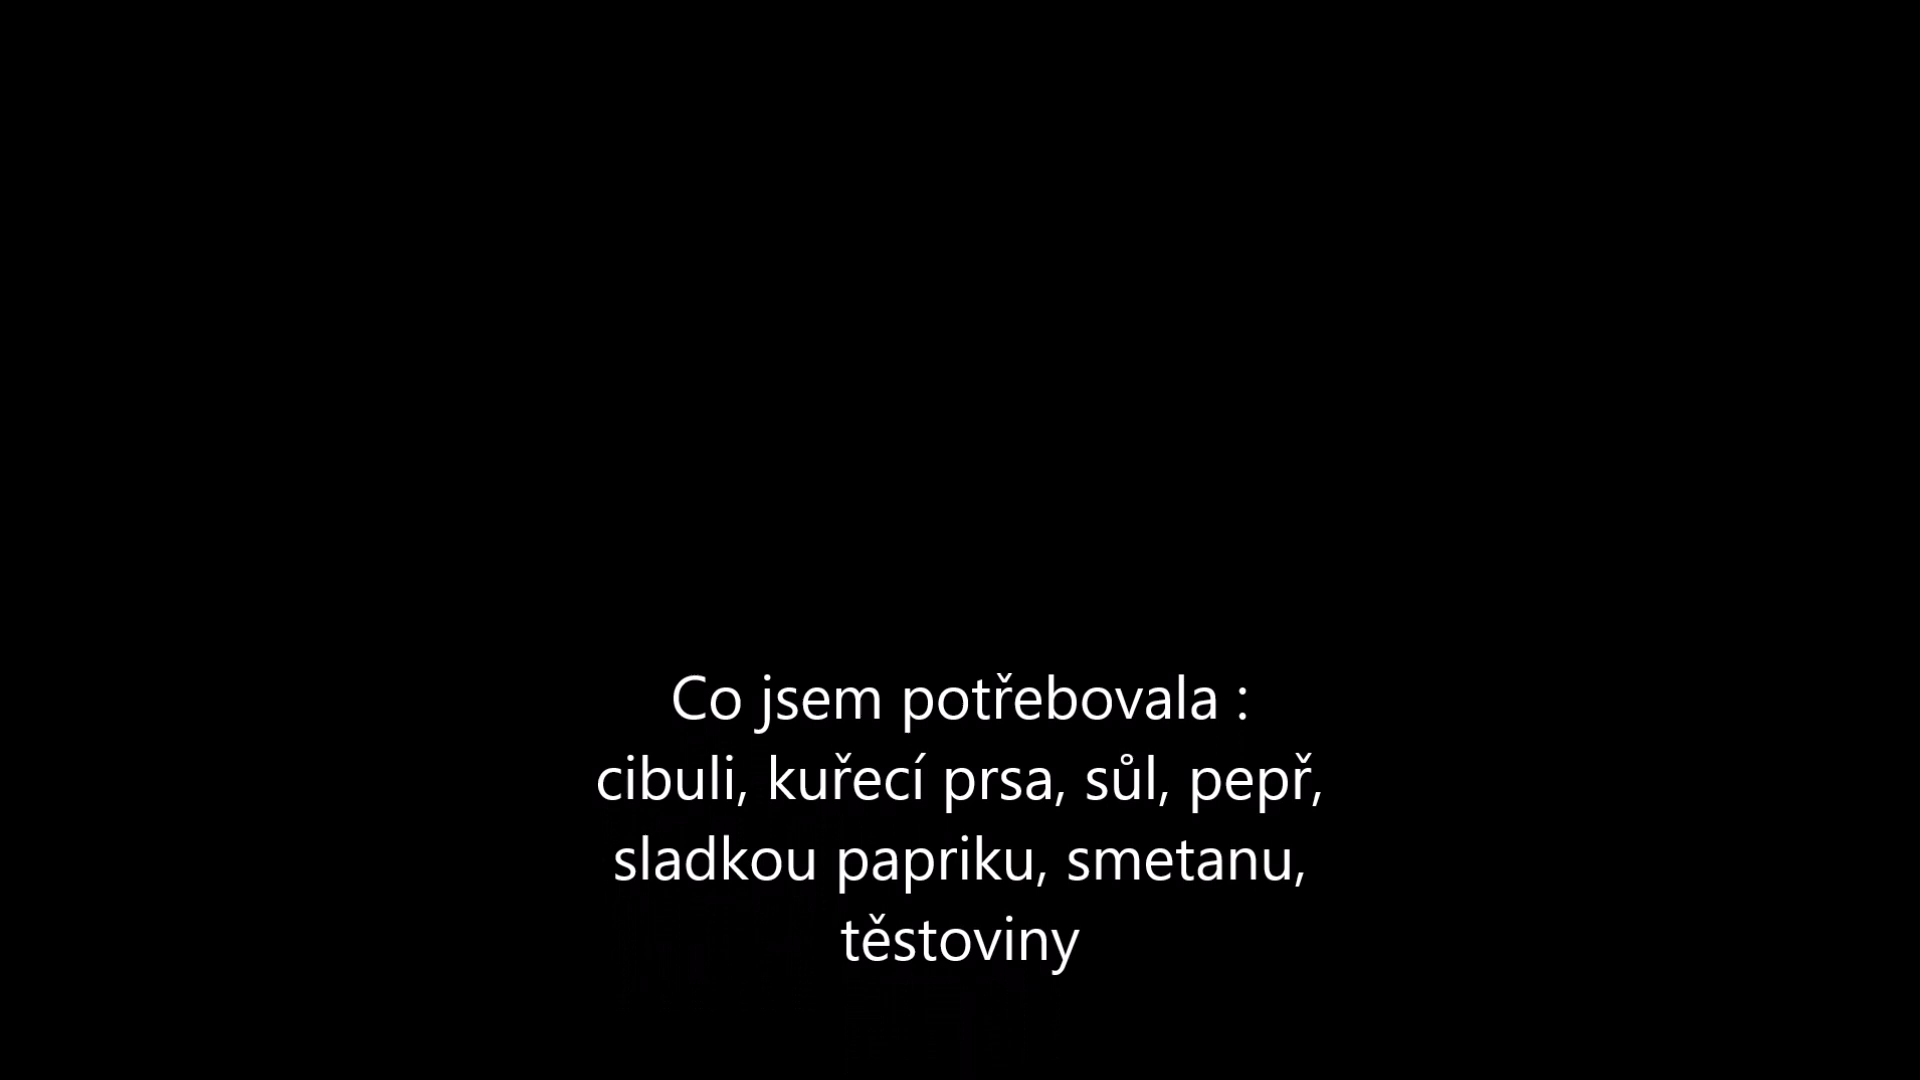 Co jsem potřebovala :
cibuli, kuřecí prsa, sůl, pepř,
sladkou papriku, smetanu,
těstoviny